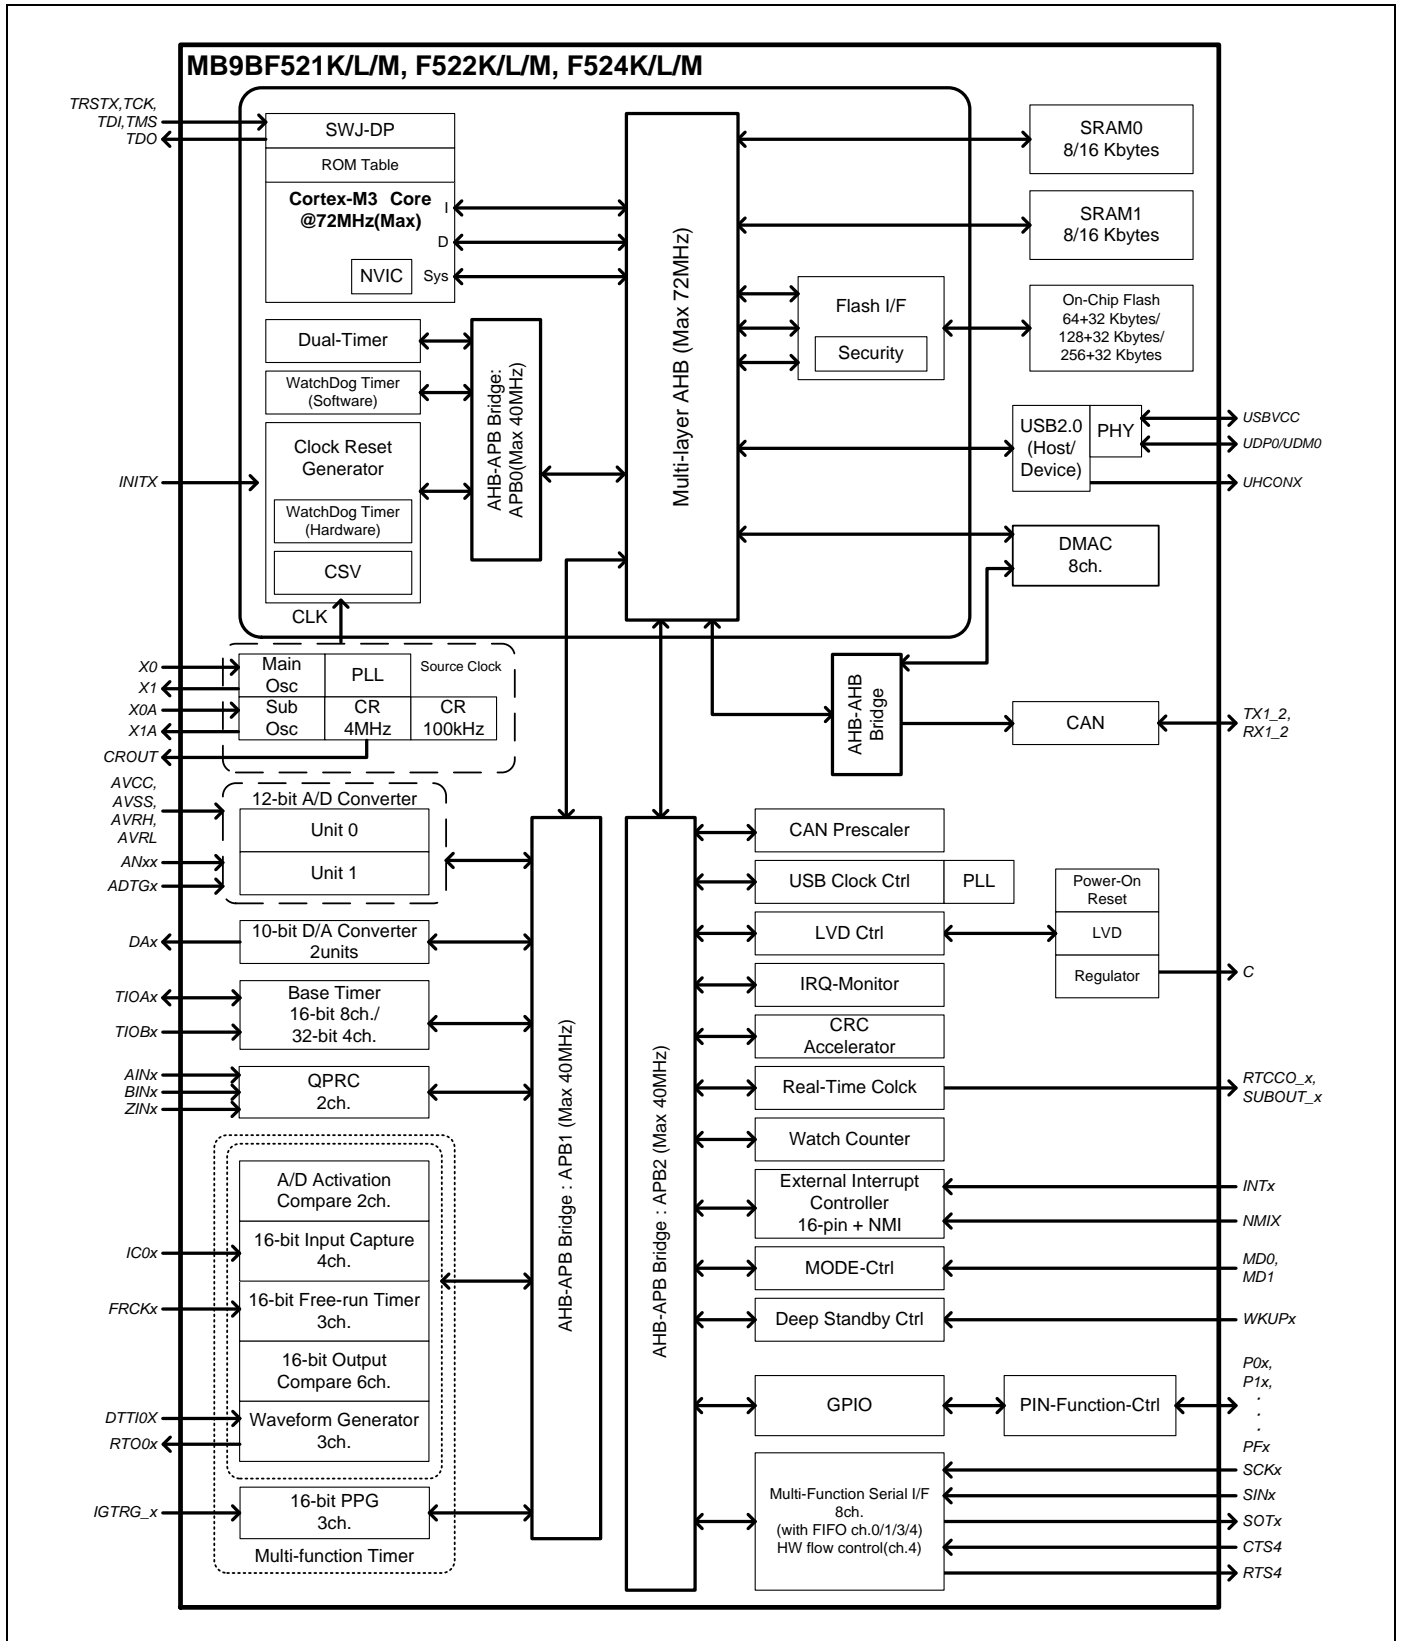 MB9BF521K/L/M, F522K/L/M, F524K/L/M
TRSTX,TCK,
TDI,TMS
TDO
SWJ-DP
ROM Table
Cortex-M3 Core
@72MHz(Max)
I
D
NVIC
Sys
Multi-layer AHB (Max 72MHz)
SRAM0
8/16 Kbytes
SRAM1
8/16 Kbytes
Flash I/F
Security
On-Chip Flash
64+32 Kbytes/
128+32 Kbytes/
256+32 Kbytes
Dual-Timer
WatchDog Timer
(Software)
Clock Reset
Generator
WatchDog Timer
(Hardware)
CSV
CLK
INITX
AHB-APB Bridge:
APB0(Max 40MHz)
USB2.0
(Host/
Device)
PHY
USBVCC
UDP0/UDM0
UHCONX
DMAC
8ch.
X0
X1
X0A
X1A
CROUT
Main
Osc
PLL
Source Clock
Sub
Osc
CR
4MHz
CR
100kHz
AHB-AHB
Bridge
CAN
TX1_2,
RX1_2
AVCC,
AVSS,
AVRH,
AVRL
ANxx
ADTGx
12-bit A/D Converter
Unit 0
Unit 1
DAx
10-bit D/A Converter
2units
TIOAx
TIOBx
Base Timer
16-bit 8ch./
32-bit 4ch.
AINx
BINx
ZINx
QPRC
2ch.
A/D Activation
Compare 2ch.
IC0x
16-bit Input Capture
4ch.
FRCKx
16-bit Free-run Timer
3ch.
16-bit Output
Compare 6ch.
DTTI0X
RTO0x
Waveform Generator
3ch.
IGTRG_x
16-bit PPG
3ch.
Multi-function Timer
AHB-APB Bridge : APB1 (Max 40MHz)
AHB-APB Bridge : APB2 (Max 40MHz)
CAN Prescaler
USB Clock Ctrl
PLL
LVD Ctrl
Power-On
Reset
LVD
Regulator
C
IRQ-Monitor
CRC
Accelerator
Real-Time Colck
RTCCO_x,
SUBOUT_x
Watch Counter
External Interrupt
Controller
16-pin + NMI
INTx
NMIX
MODE-Ctrl
MD0,
MD1
Deep Standby Ctrl
WKUPx
GPIO
PIN-Function-Ctrl
P0x,
P1x,
.
.
.
PFx
Multi-Function Serial I/F
8ch.
(with FIFO ch.0/1/3/4)
HW flow control(ch.4)
SCKx
SINx
SOTx
CTS4
RTS4